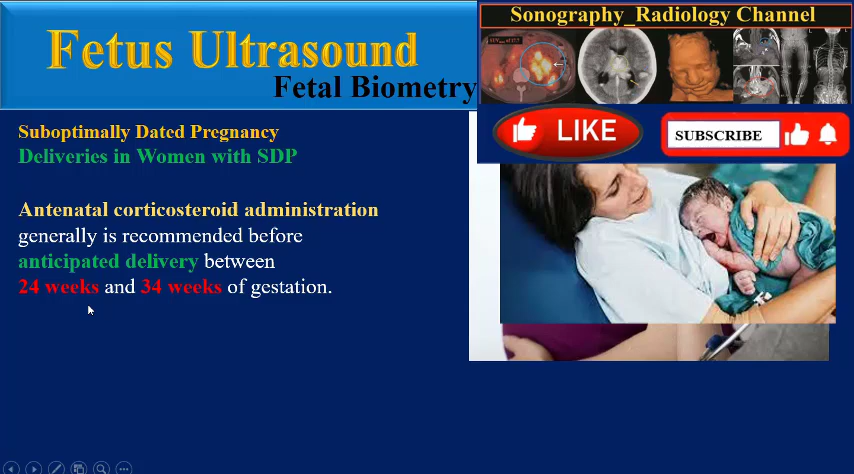 Fetus Ultrasound
Fetal Biometry
Sonography_Radiology Channel
LIKE
SUBSCRIBE
Suboptimally Dated Pregnancy
Deliveries in Women with SDP
Antenatal corticosteroid administration
generally is recommended before
anticipated delivery between
24 weeks and 34 weeks of gestation.